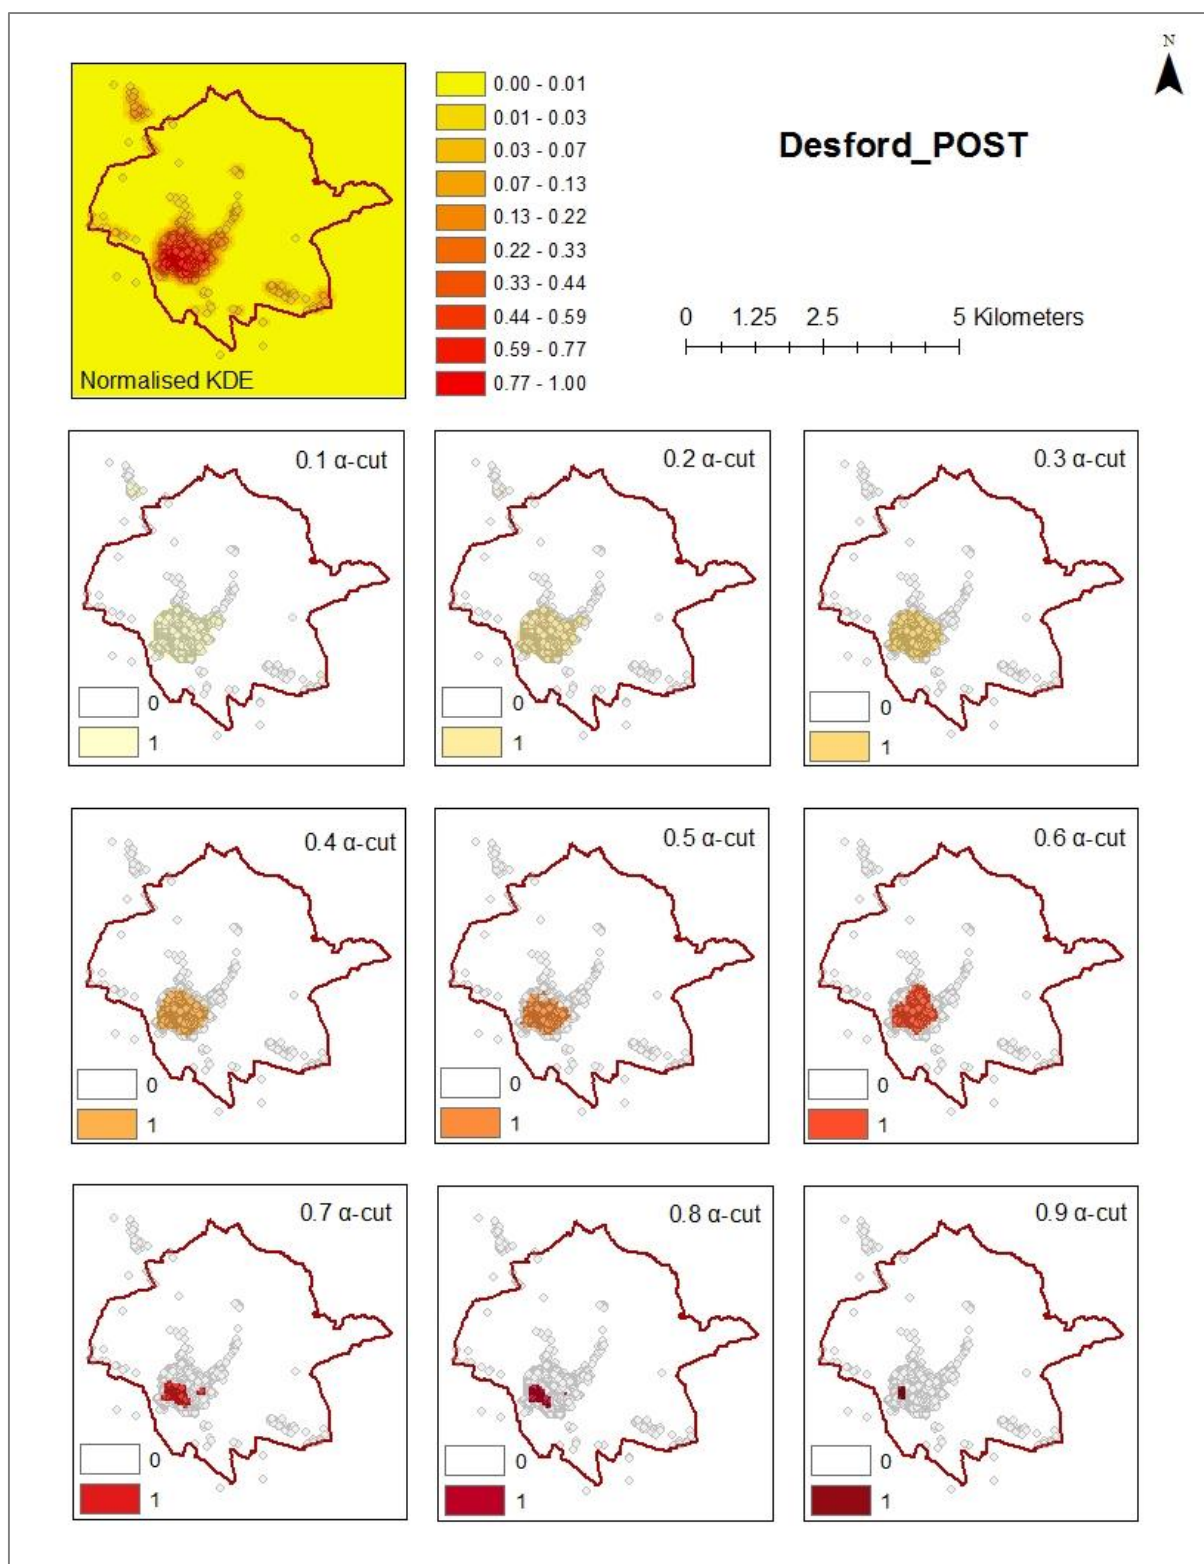 N
Desford_POST
0.00 - 0.01
0.01 - 0.03
0.03 - 0.07
0.07 - 0.13
0.13 - 0.22
0.22 - 0.33
0.33 - 0.44
0.44 - 0.59
0.59 - 0.77
0.77 - 1.00
0 1.25 2.5 5 Kilometers
Normalised KDE
0.1 α-cut
0
1
0.2 α-cut
0
1
0.3 α-cut
0
1
0.4 α-cut
0
1
0.5 α-cut
0
1
0.6 α-cut
0
1
0.7 α-cut
0
1
0.8 α-cut
0
1
0.9 α-cut
0
1